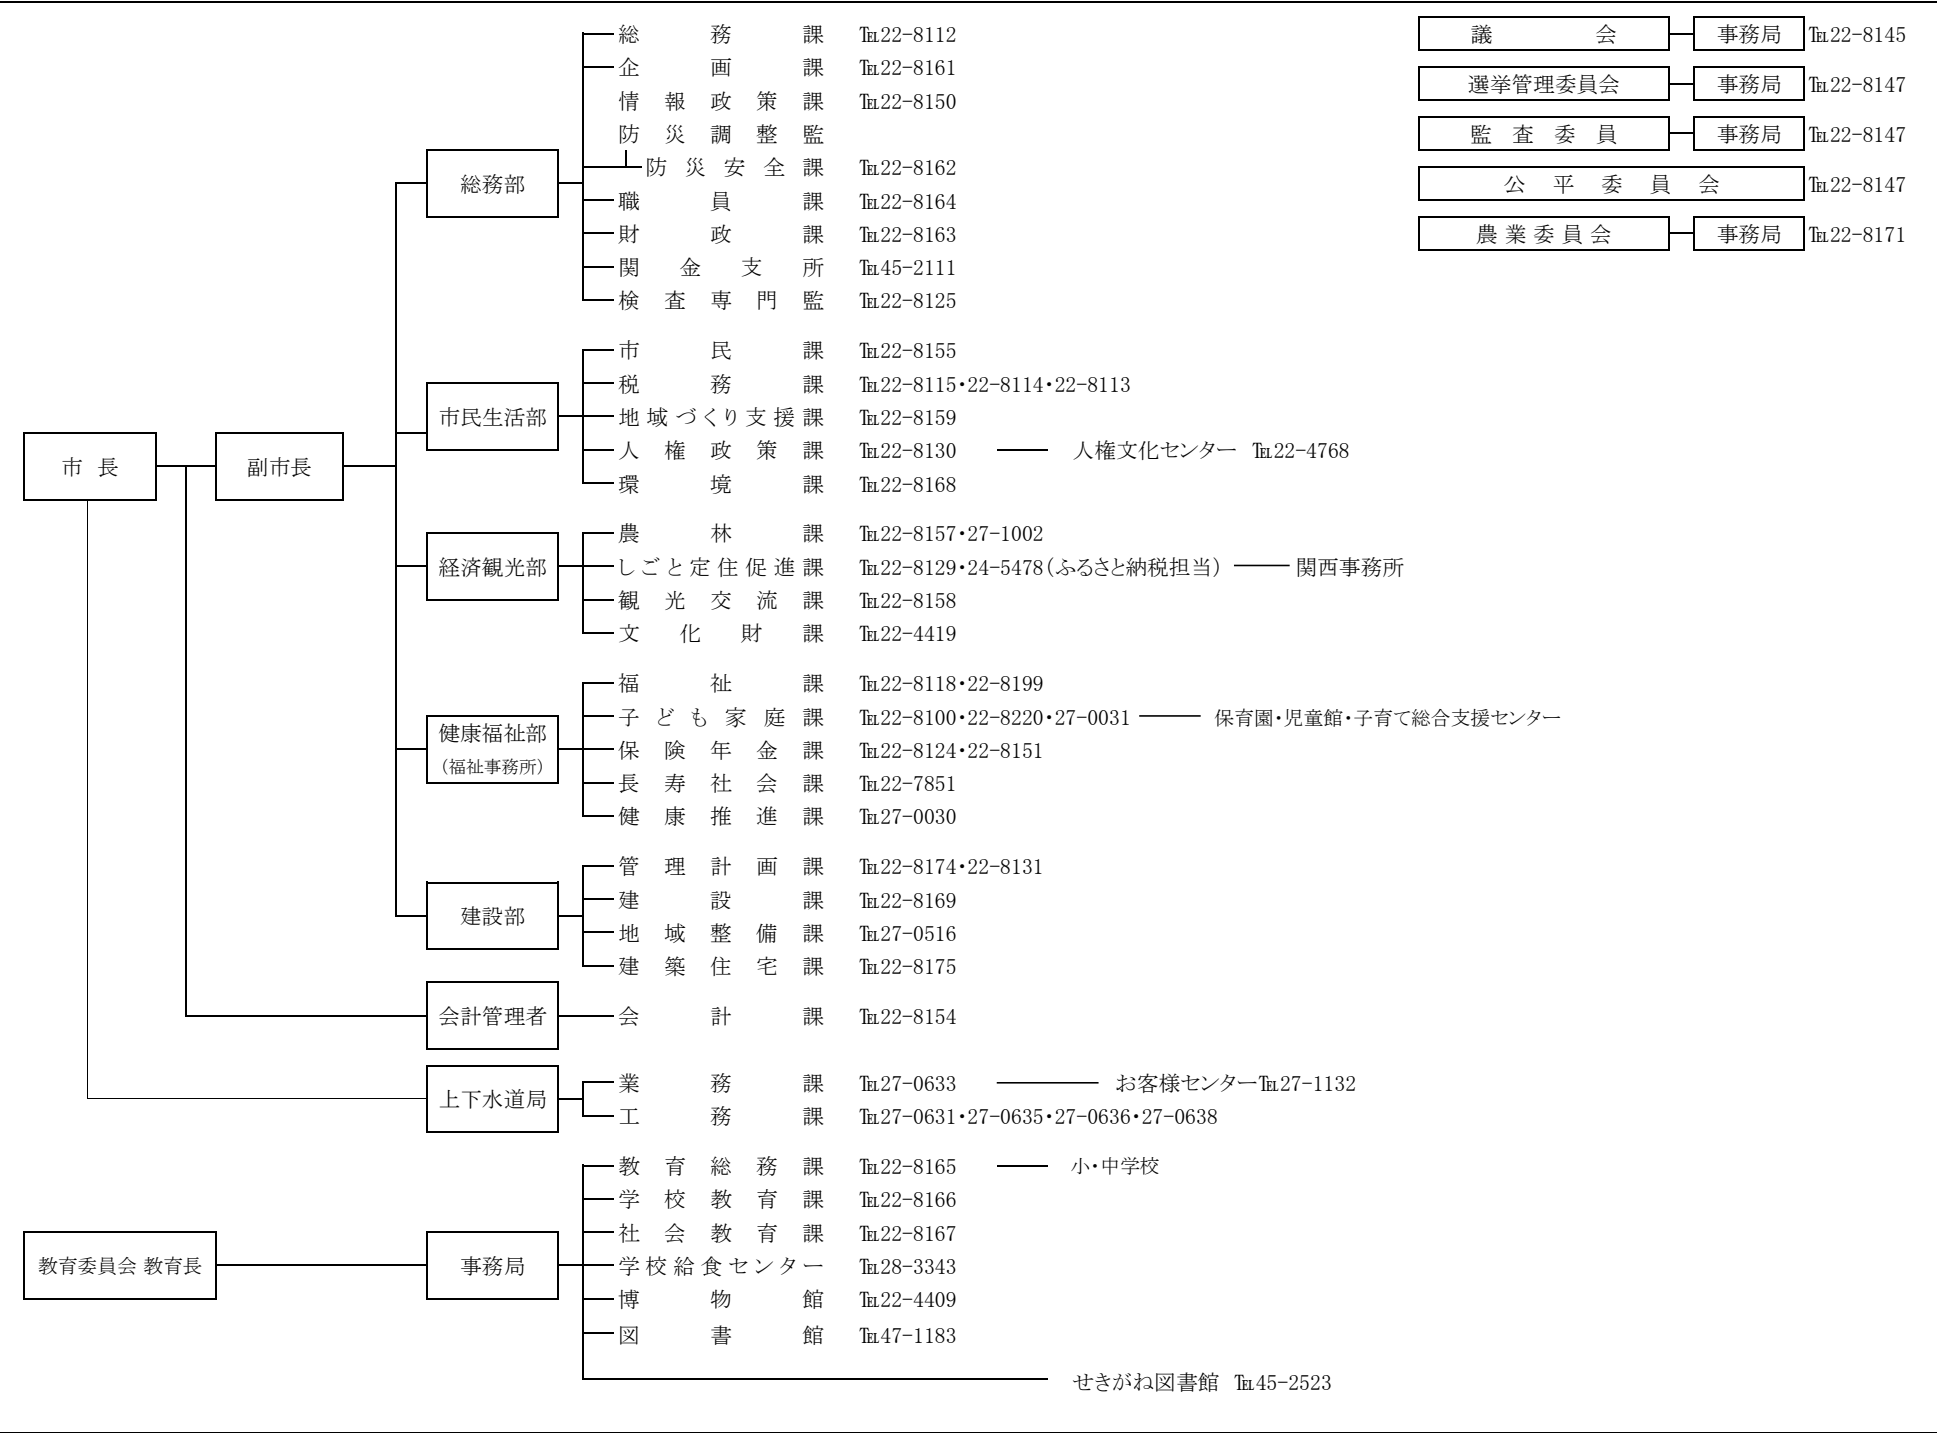 総務課 ℡22-8112
企画課 ℡22-8161
情報政策課 ℡22-8150
防災調整監
防災安全課 ℡22-8162
職員課 ℡22-8164
財政課 ℡22-8163
関金支所 ℡45-2111
検査専門監 ℡22-8125
総務部
議会 事務局 ℡22-8145
選挙管理委員会 事務局 ℡22-8147
監査委員 事務局 ℡22-8147
公平委員会 ℡22-8147
農業委員会 事務局 ℡22-8171
市民課 ℡22-8155
税務課 ℡22-8115・22-8114・22-8113
市民生活部
地域づくり支援課 ℡22-8159
人権政策課 ℡22-8130 人権文化センター ℡22-4768
環境課 ℡22-8168
市長 副市長
農林課 ℡22-8157・27-1002
経済観光部
しごと定住促進課 ℡22-8129・24-5478(ふるさと納税担当) 関西事務所
観光交流課 ℡22-8158
文化財課 ℡22-4419
福祉課 ℡22-8118・22-8199
子ども家庭課 ℡22-8100・22-8220・27-0031 保育園・児童館・子育て総合支援センター
健康福祉部
(福祉事務所)
保険年金課 ℡22-8124・22-8151
長寿社会課 ℡22-7851
健康推進課 ℡27-0030
管理計画課 ℡22-8174・22-8131
建設課 ℡22-8169
建設部
地域整備課 ℡27-0516
建築住宅課 ℡22-8175
会計管理者 会計課 ℡22-8154
上下水道局
業務課 ℡27-0633 お客様センター℡27-1132
工務課 ℡27-0631・27-0635・27-0636・27-0638
教育総務課 ℡22-8165 小・中学校
学校教育課 ℡22-8166
社会教育課 ℡22-8167
教育委員会 教育長 事務局
学校給食センター ℡28-3343
博物館 ℡22-4409
図書館 ℡47-1183
せきがね図書館 ℡45-2523